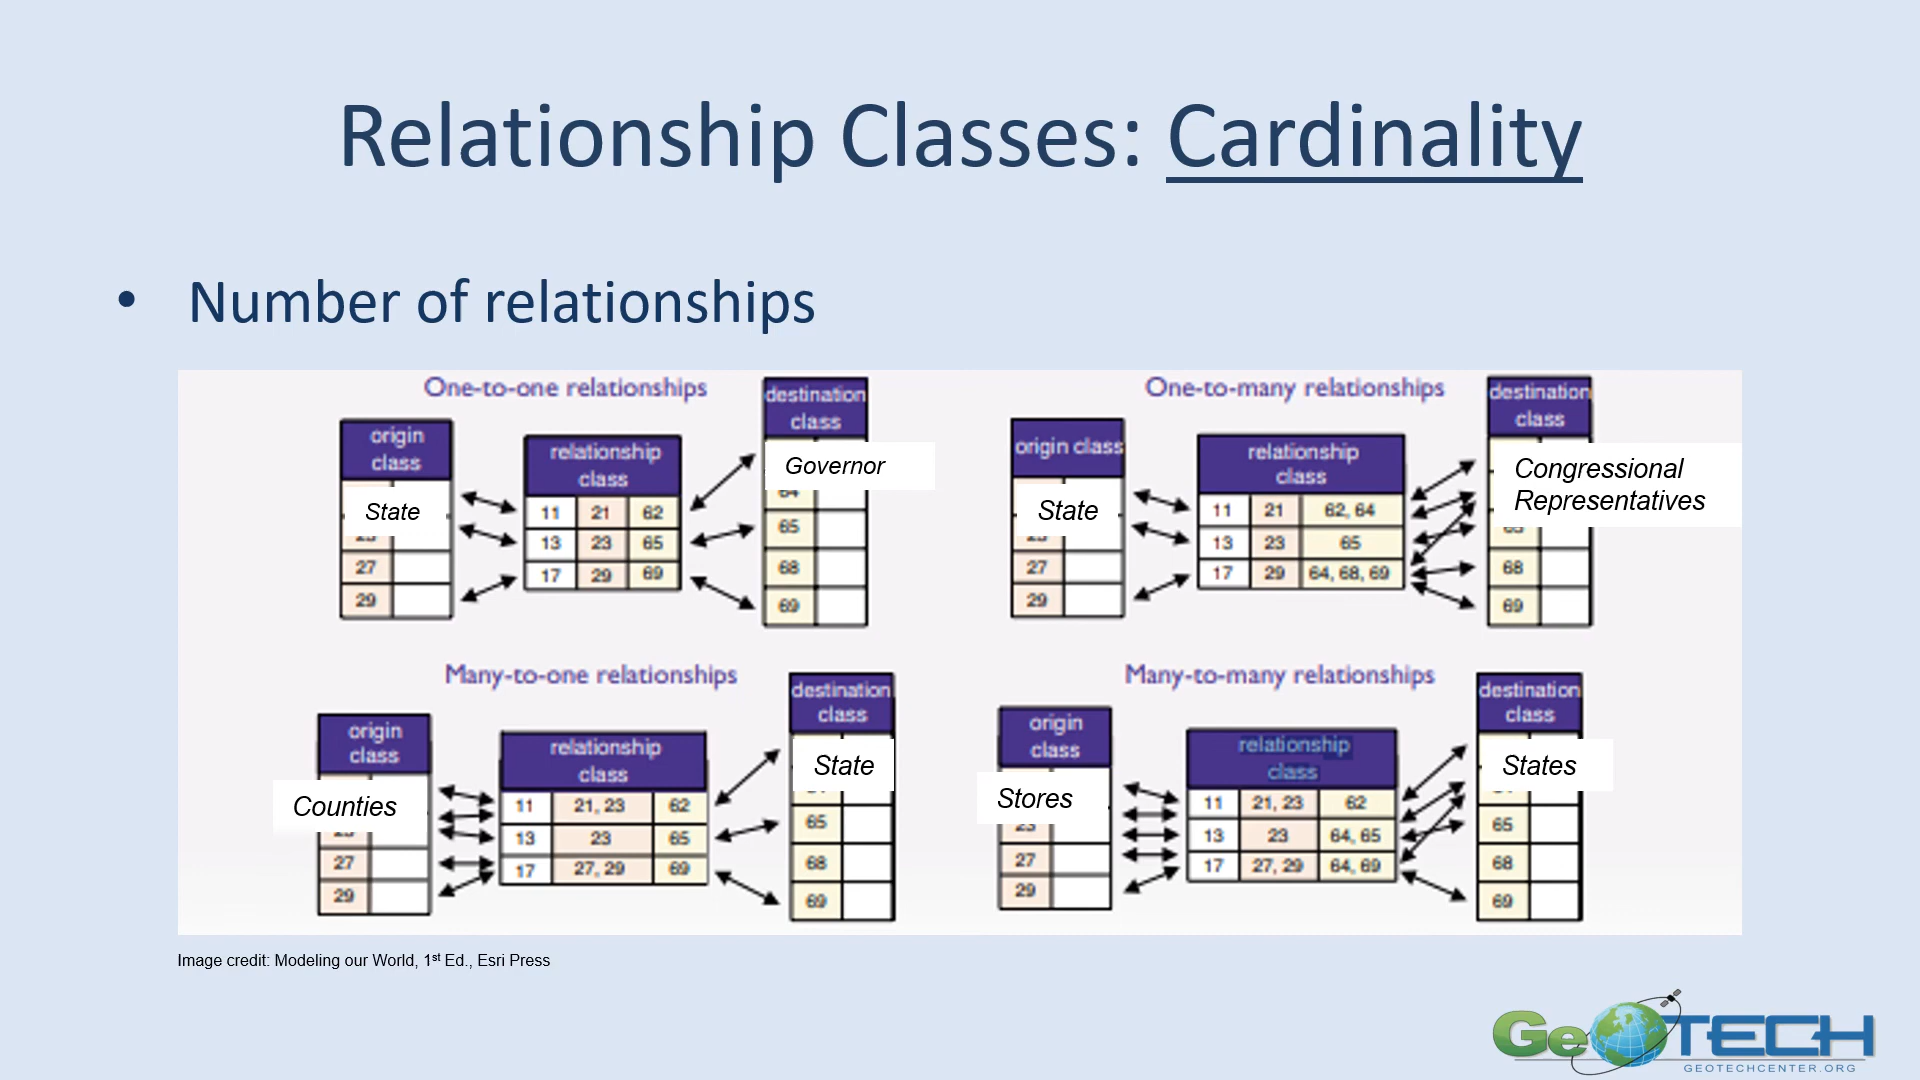 Relationship Classes: Cardinality
• Number of relationships
One-to-one relationships
origin
class
State
27
29
relationship
class
11 21 62
13 23 65
17 29 69
destination
class
Governor
64
65
68
69
One-to-many relationships
origin class
State
27
29
relationship
class
11 21 62, 64
13 23 65
17 29 64, 68, 69
destination
class
Congressional
Representatives
68
69
Many-to-one relationships
origin
class
Counties
27
29
relationship
class
11 21, 23 62
13 23 65
17 27, 29 69
destination
class
State
65
68
69
Many-to-many relationships
origin
class
Stores
23
27
29
relationship
class
11 21, 23 62
13 23 64, 65
17 27, 29 64, 69
destination
class
States
65
68
69
Image credit: Modeling our World, 1st Ed., Esri Press
GeoTECH
GEOTECHCENTER.ORG